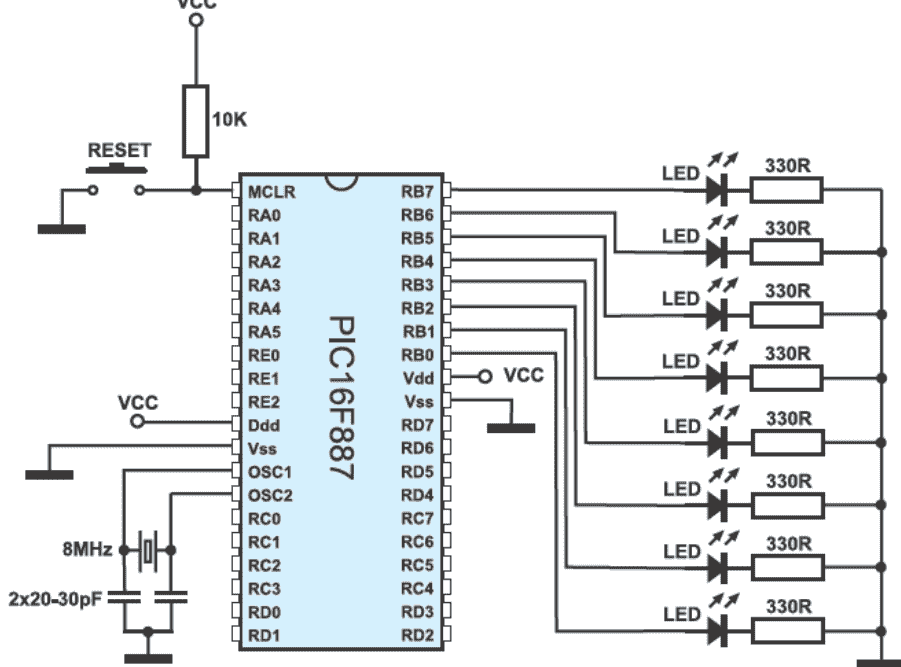 VCC
10K
RESET
MCLR
RA0
RA1
RA2
RA3
RA4
RA5
RE0
RE1
RE2
Ddd
Vss
OSC1
OSC2
RC0
RC1
RC2
RC3
RD0
RD1
PIC16F887
RB7
RB6
RB5
RB4
RB3
RB2
RB1
RB0
Vdd
Vss
RD7
RD6
RD5
RD4
RC7
RC6
RC5
RC4
RD3
RD2
VCC
VCC
8MHz
2x20-30pF
LED 330R
LED 330R
LED 330R
LED 330R
LED 330R
LED 330R
LED 330R
LED 330R